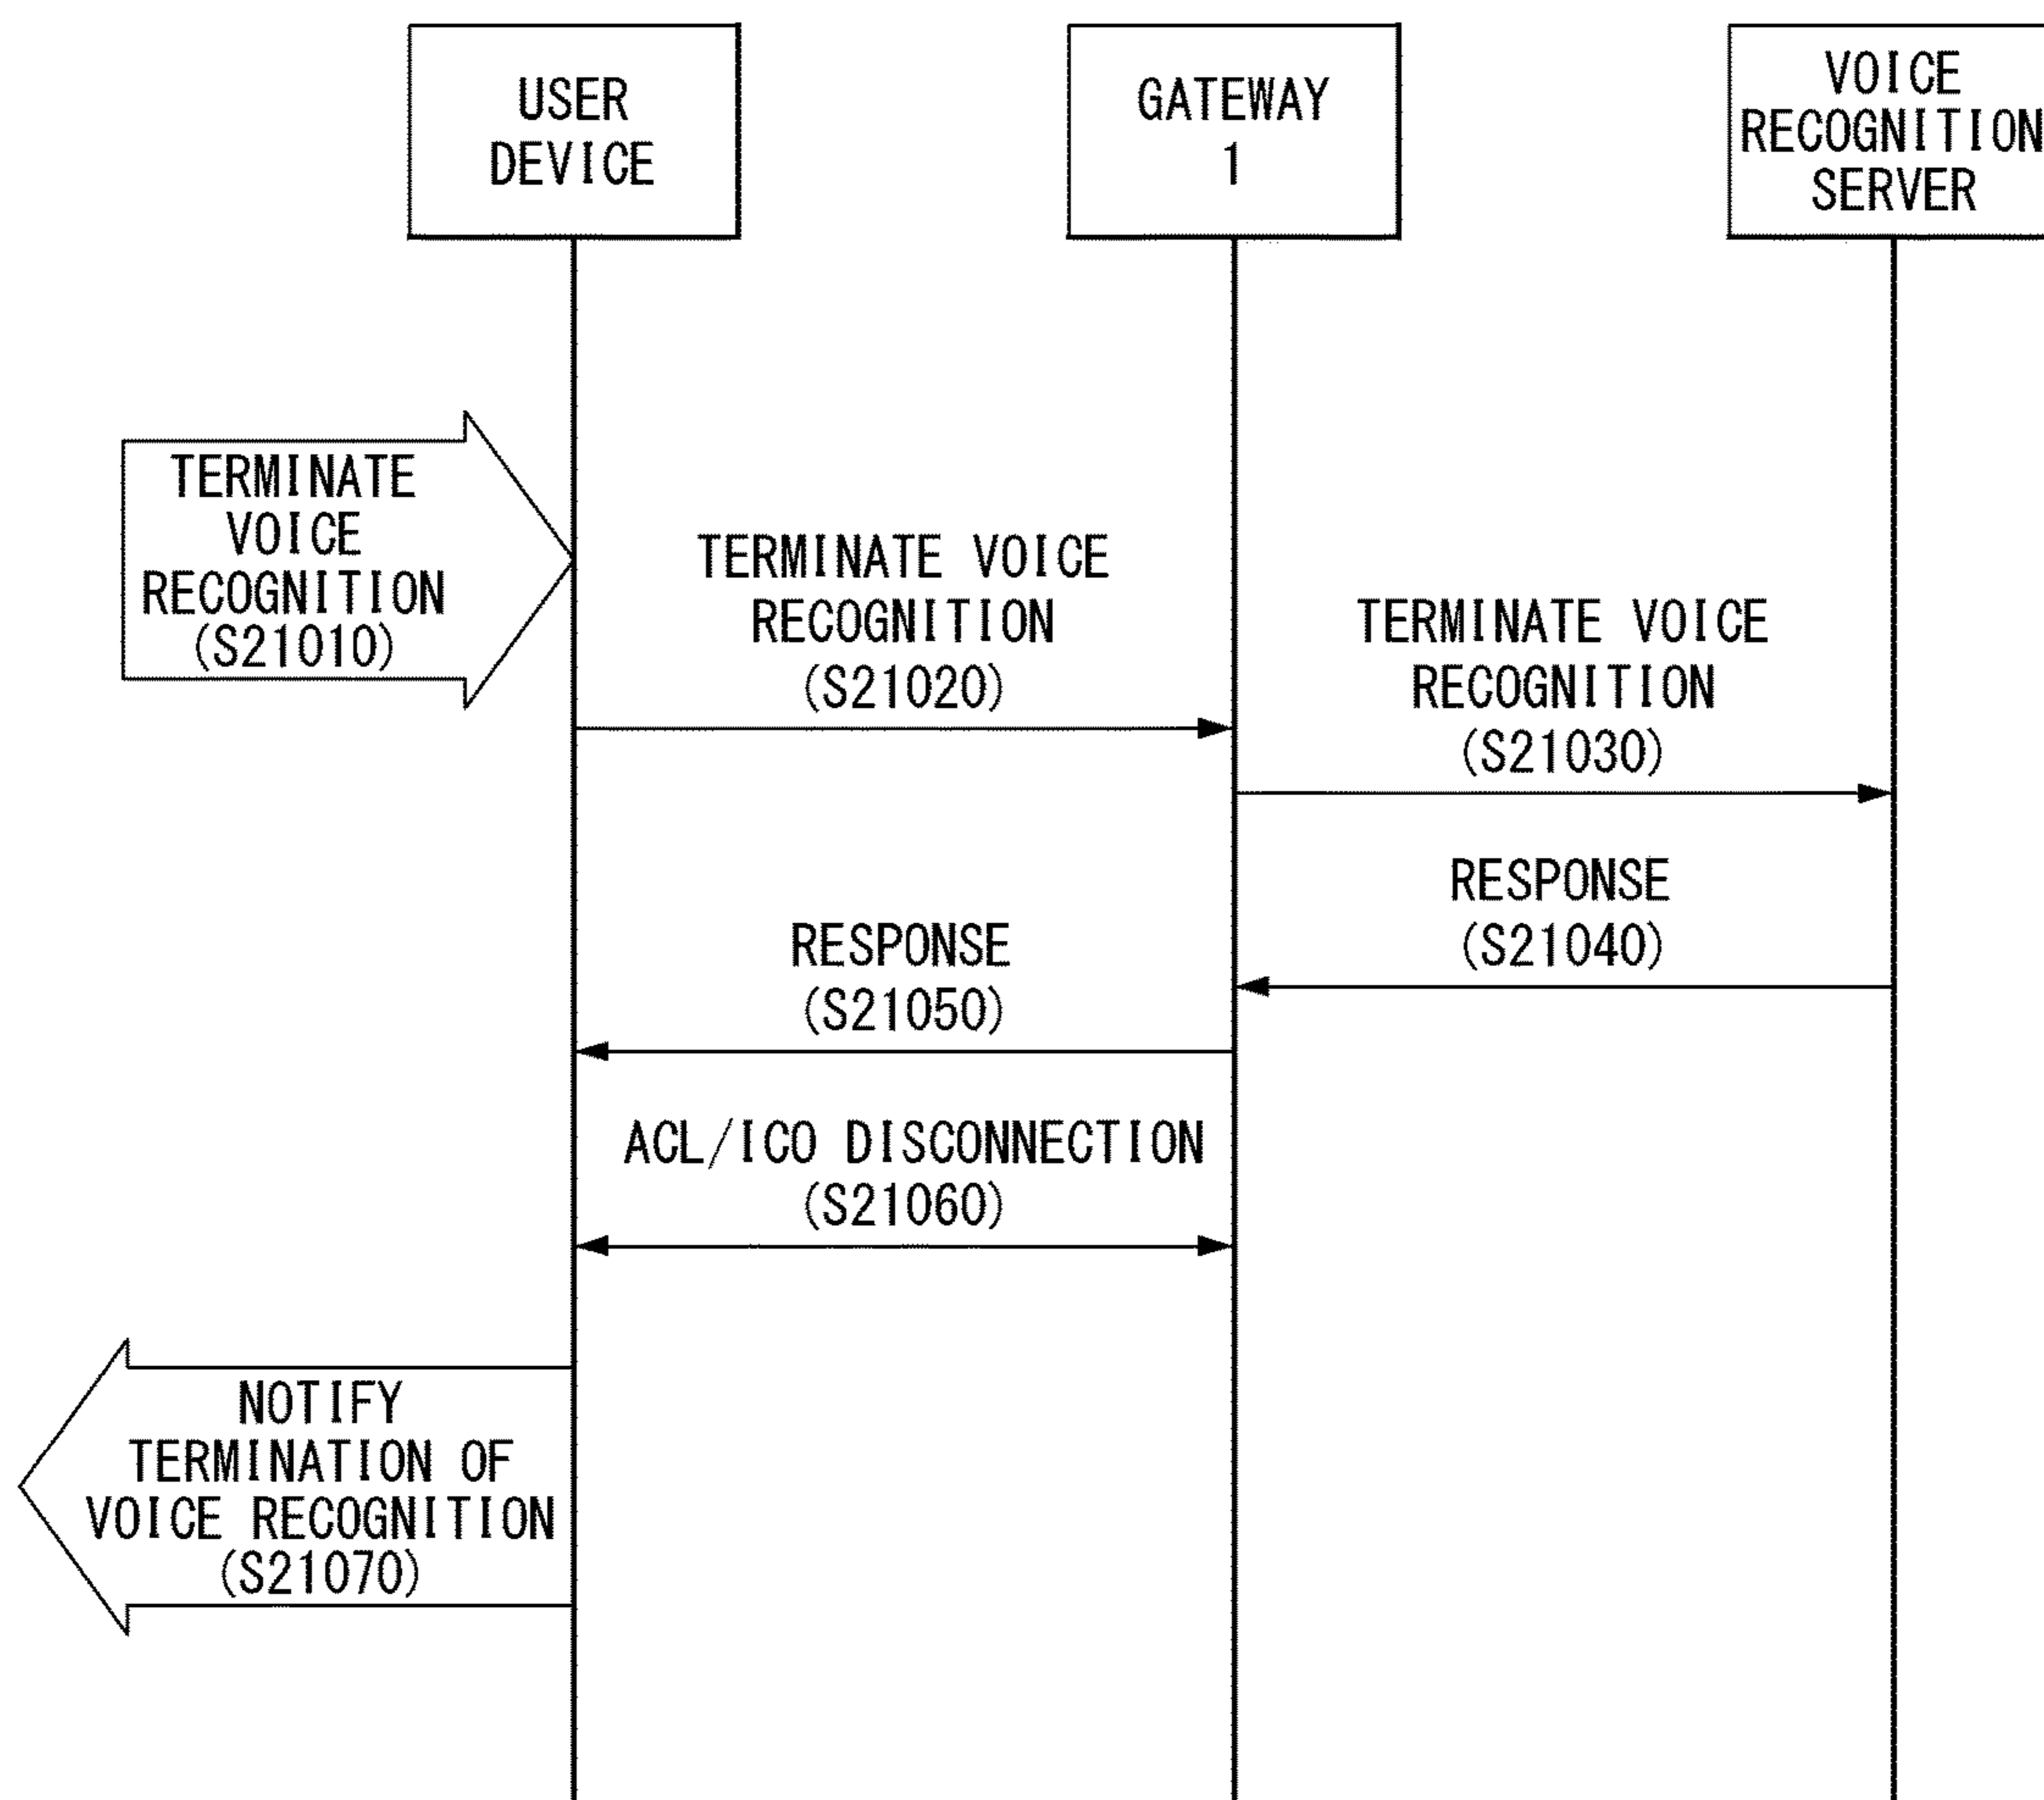 USER
DEVICE
GATEWAY
1
VOICE
RECOGNITION
SERVER
TERMINATE
VOICE
RECOGNITION
(S21010)
TERMINATE VOICE
RECOGNITION
(S21020)
TERMINATE VOICE
RECOGNITION
(S21030)
RESPONSE
(S21040)
RESPONSE
(S21050)
ACL/ICO DISCONNECTION
(S21060)
NOTIFY
TERMINATION OF
VOICE RECOGNITION
(S21070)